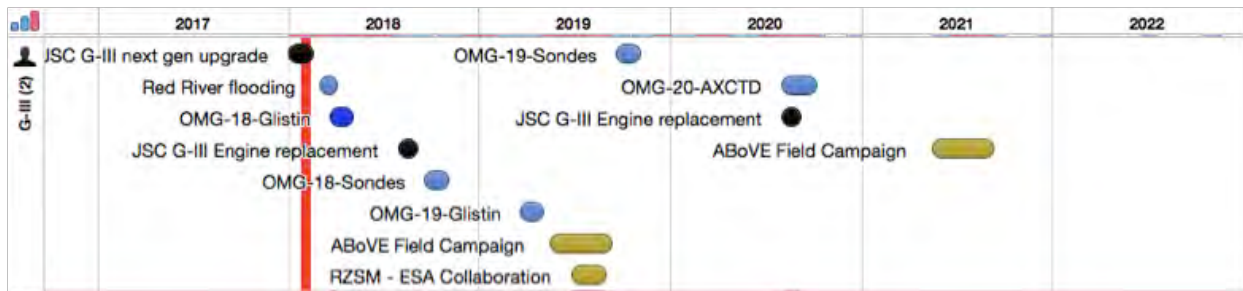 2017 2018 2019 2020 2021 2022
G-III (2)
JSC G-III next gen upgrade OMG-19-Sondes
Red River flooding OMG-20-AXCTD
OMG-18-Glistin JSC G-III Engine replacement
JSC G-III Engine replacement ABoVE Field Campaign
OMG-18-Sondes
OMG-19-Glistin
ABoVE Field Campaign
RZSM - ESA Collaboration